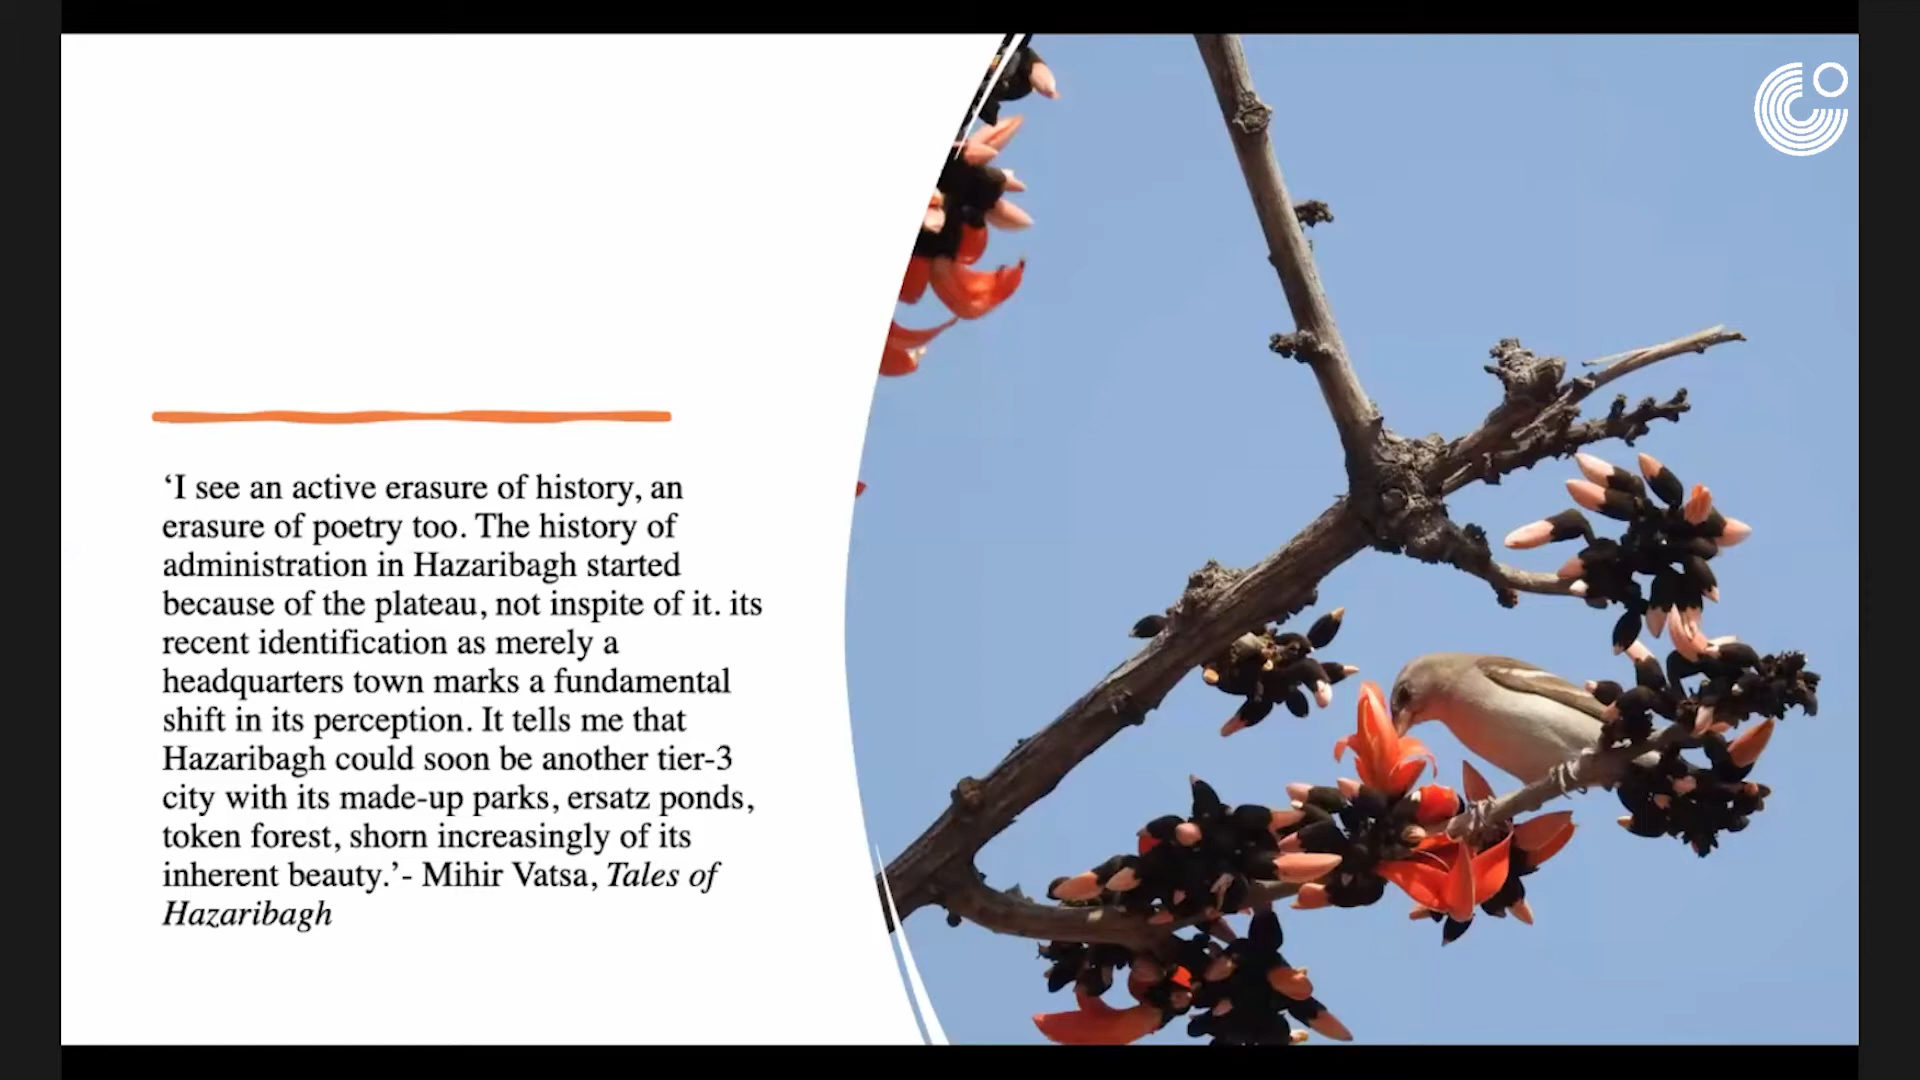 ‘I see an active erasure of history, an
erasure of poetry too. The history of
administration in Hazaribagh started
because of the plateau, not inspite of it. its
recent identification as merely a
headquarters town marks a fundamental
shift in its perception. It tells me that
Hazaribagh could soon be another tier-3
city with its made-up parks, ersatz ponds,
token forest, shorn increasingly of its
inherent beauty.’- Mihir Vatsa, Tales of
Hazaribagh